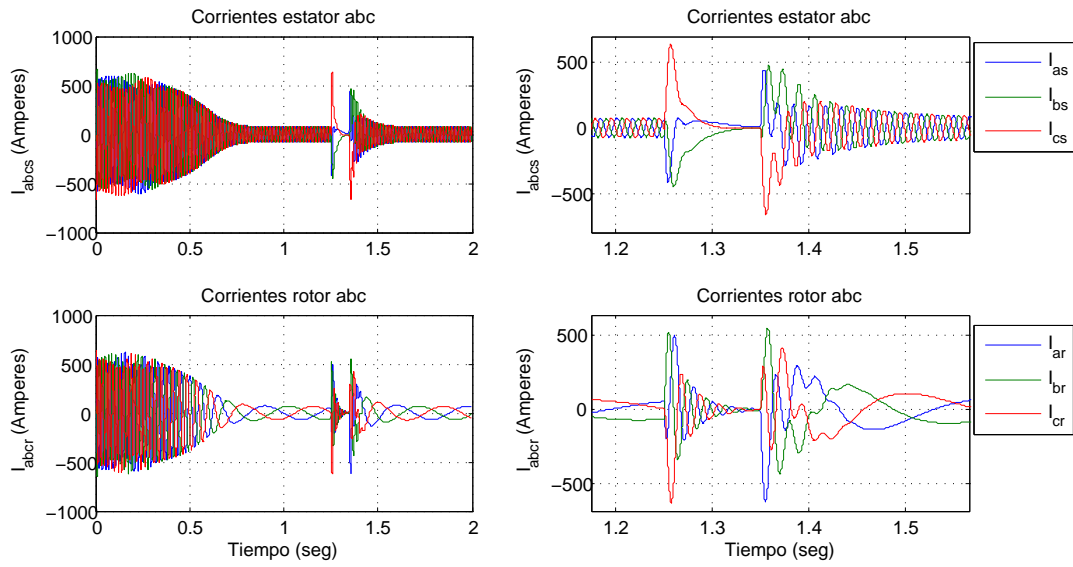 Corrientes estator abc
1000
500
0
−500
−1000
I_abcs (Amperes)
0
0.5
1
1.5
2
Corrientes estator abc
500
0
−500
I_abcs (Amperes)
1.2
1.3
1.4
1.5
I_as
I_bs
I_cs
Corrientes rotor abc
1000
500
0
−500
−1000
I_abcr (Amperes)
0
0.5
1
1.5
2
Tiempo (seg)
Corrientes rotor abc
500
0
−500
I_abcr (Amperes)
1.2
1.3
1.4
1.5
Tiempo (seg)
I_ar
I_br
I_cr